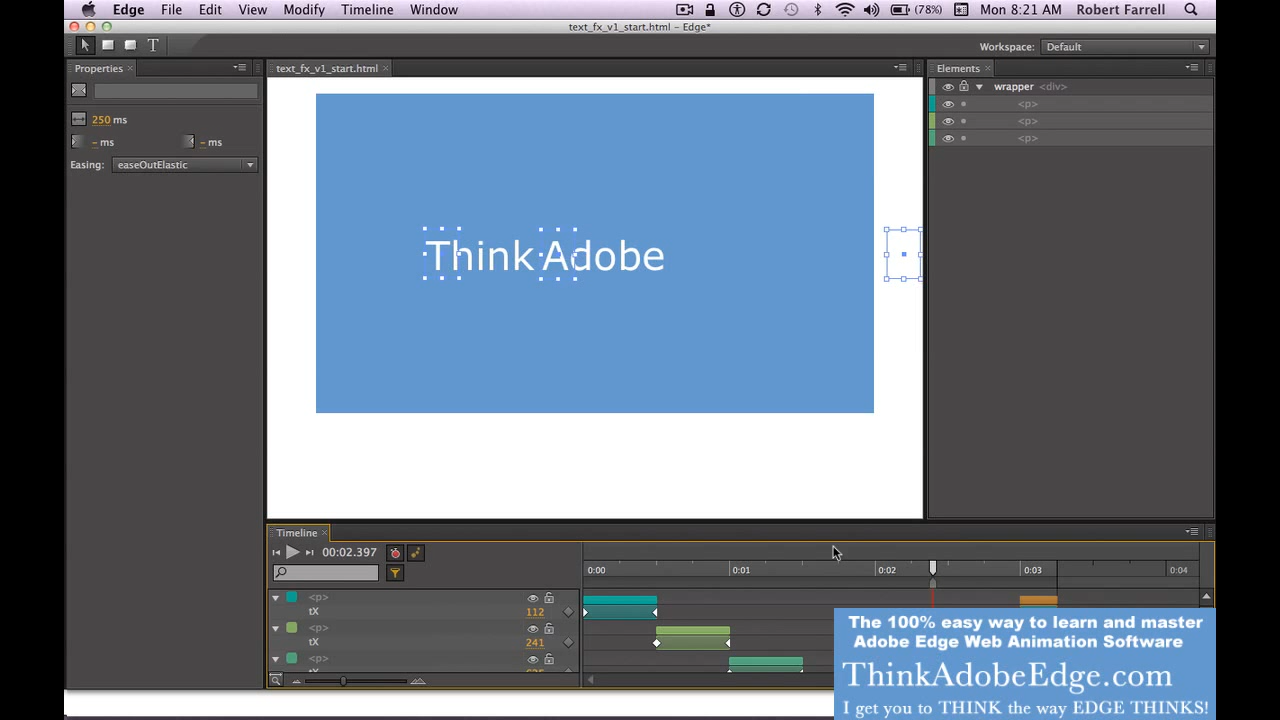 Edge File Edit View Modify Timeline Window (78%) Mon 8:21 AM Robert Farrell
text_fx_v1_start.html - Edge*
T Workspace: Default
Properties × text_fx_v1_start.html × Elements ×
wrapper <div>
<p>
<p>
<p>
250 ms
- ms - ms
Easing: easeOutElastic
Think Adobe
Timeline ×
00:02.397
0:00 0:01 0:02 0:03 0:04
<p>
tX 112
<p>
tX 241
<p>
The 100% easy way to learn and master
Adobe Edge Web Animation Software
ThinkAdobeEdge.com
I get you to THINK the way EDGE THINKS!